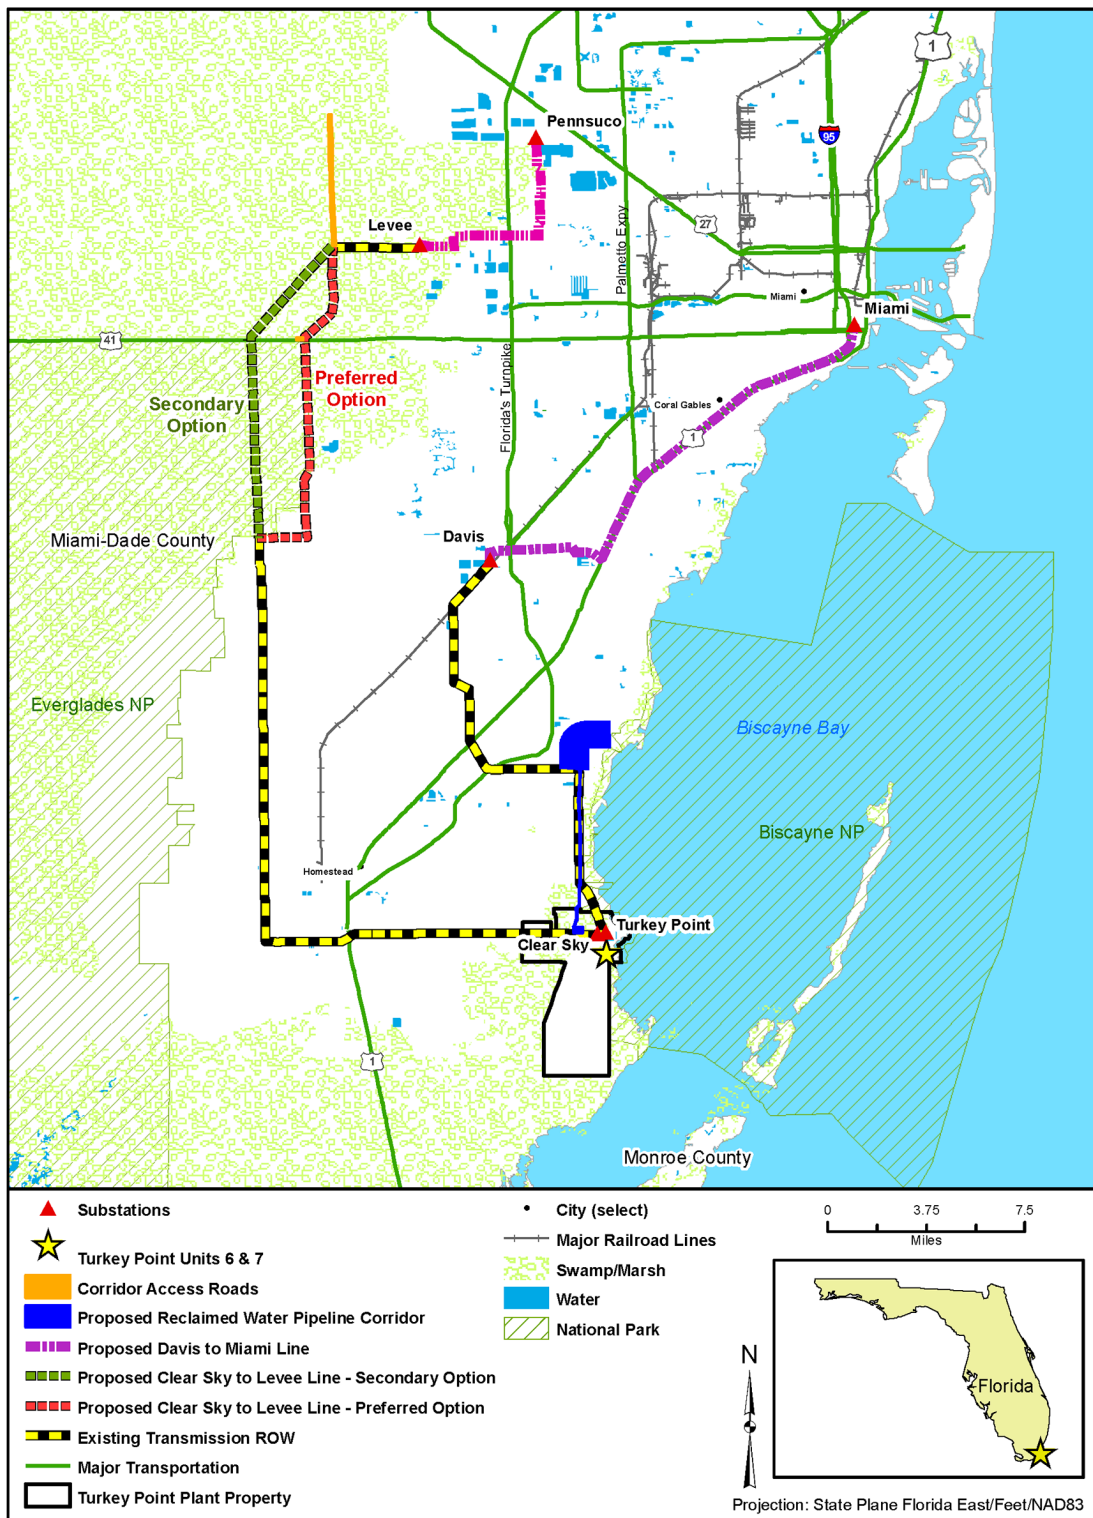 1
Pennsuco
95
Palmetto Expy
27
Levee
Miami
Miami
41
Florida's Turnpike
Preferred
Option
Secondary
Option
Coral Gables
1
Miami-Dade County
Davis
Everglades NP
Biscayne Bay
Biscayne NP
Homestead
Turkey Point
Clear Sky
1
Monroe County
Substations
Turkey Point Units 6 & 7
Corridor Access Roads
Proposed Reclaimed Water Pipeline Corridor
Proposed Davis to Miami Line
Proposed Clear Sky to Levee Line - Secondary Option
Proposed Clear Sky to Levee Line - Preferred Option
Existing Transmission ROW
Major Transportation
Turkey Point Plant Property
City (select)
Major Railroad Lines
Swamp/Marsh
Water
National Park
0 3.75 7.5
Miles
N
Florida
Projection: State Plane Florida East/Feet/NAD83